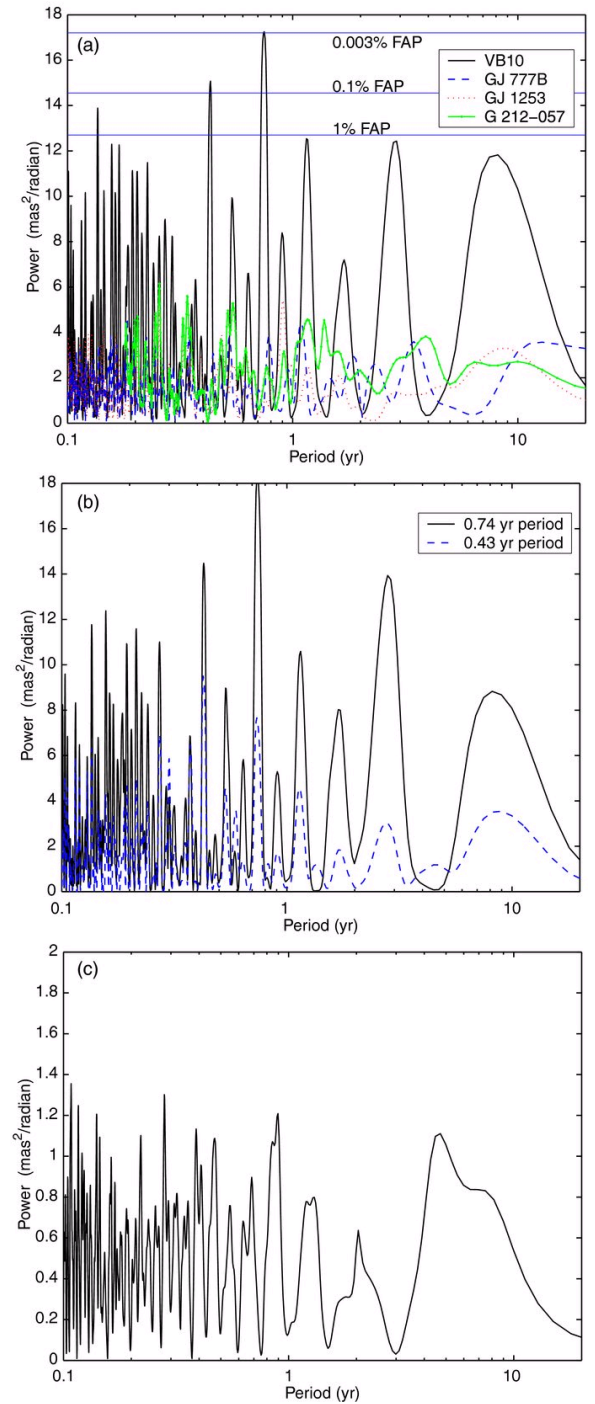 (a)
0.003% FAP
0.1% FAP
1% FAP
VB10
GJ 777B
GJ 1253
G 212−057
Power (mas²/radian)
18
16
14
12
10
8
6
4
2
0
0.1
1
10
Period (yr)
(b)
0.74 yr period
0.43 yr period
Power (mas²/radian)
18
16
14
12
10
8
6
4
2
0
0.1
1
10
Period (yr)
(c)
Power (mas²/radian)
2
1.8
1.6
1.4
1.2
1
0.8
0.6
0.4
0.2
0
0.1
1
10
Period (yr)